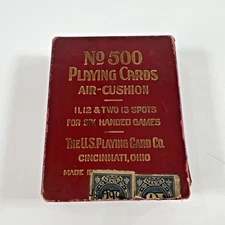 No 500
PLAYING CARDS
AIR-CUSHION
11, 12 & TWO 13 SPOTS
FOR SIX HANDED GAMES
THE U.S. PLAYING CARD CO.
CINCINNATI, OHIO
MADE